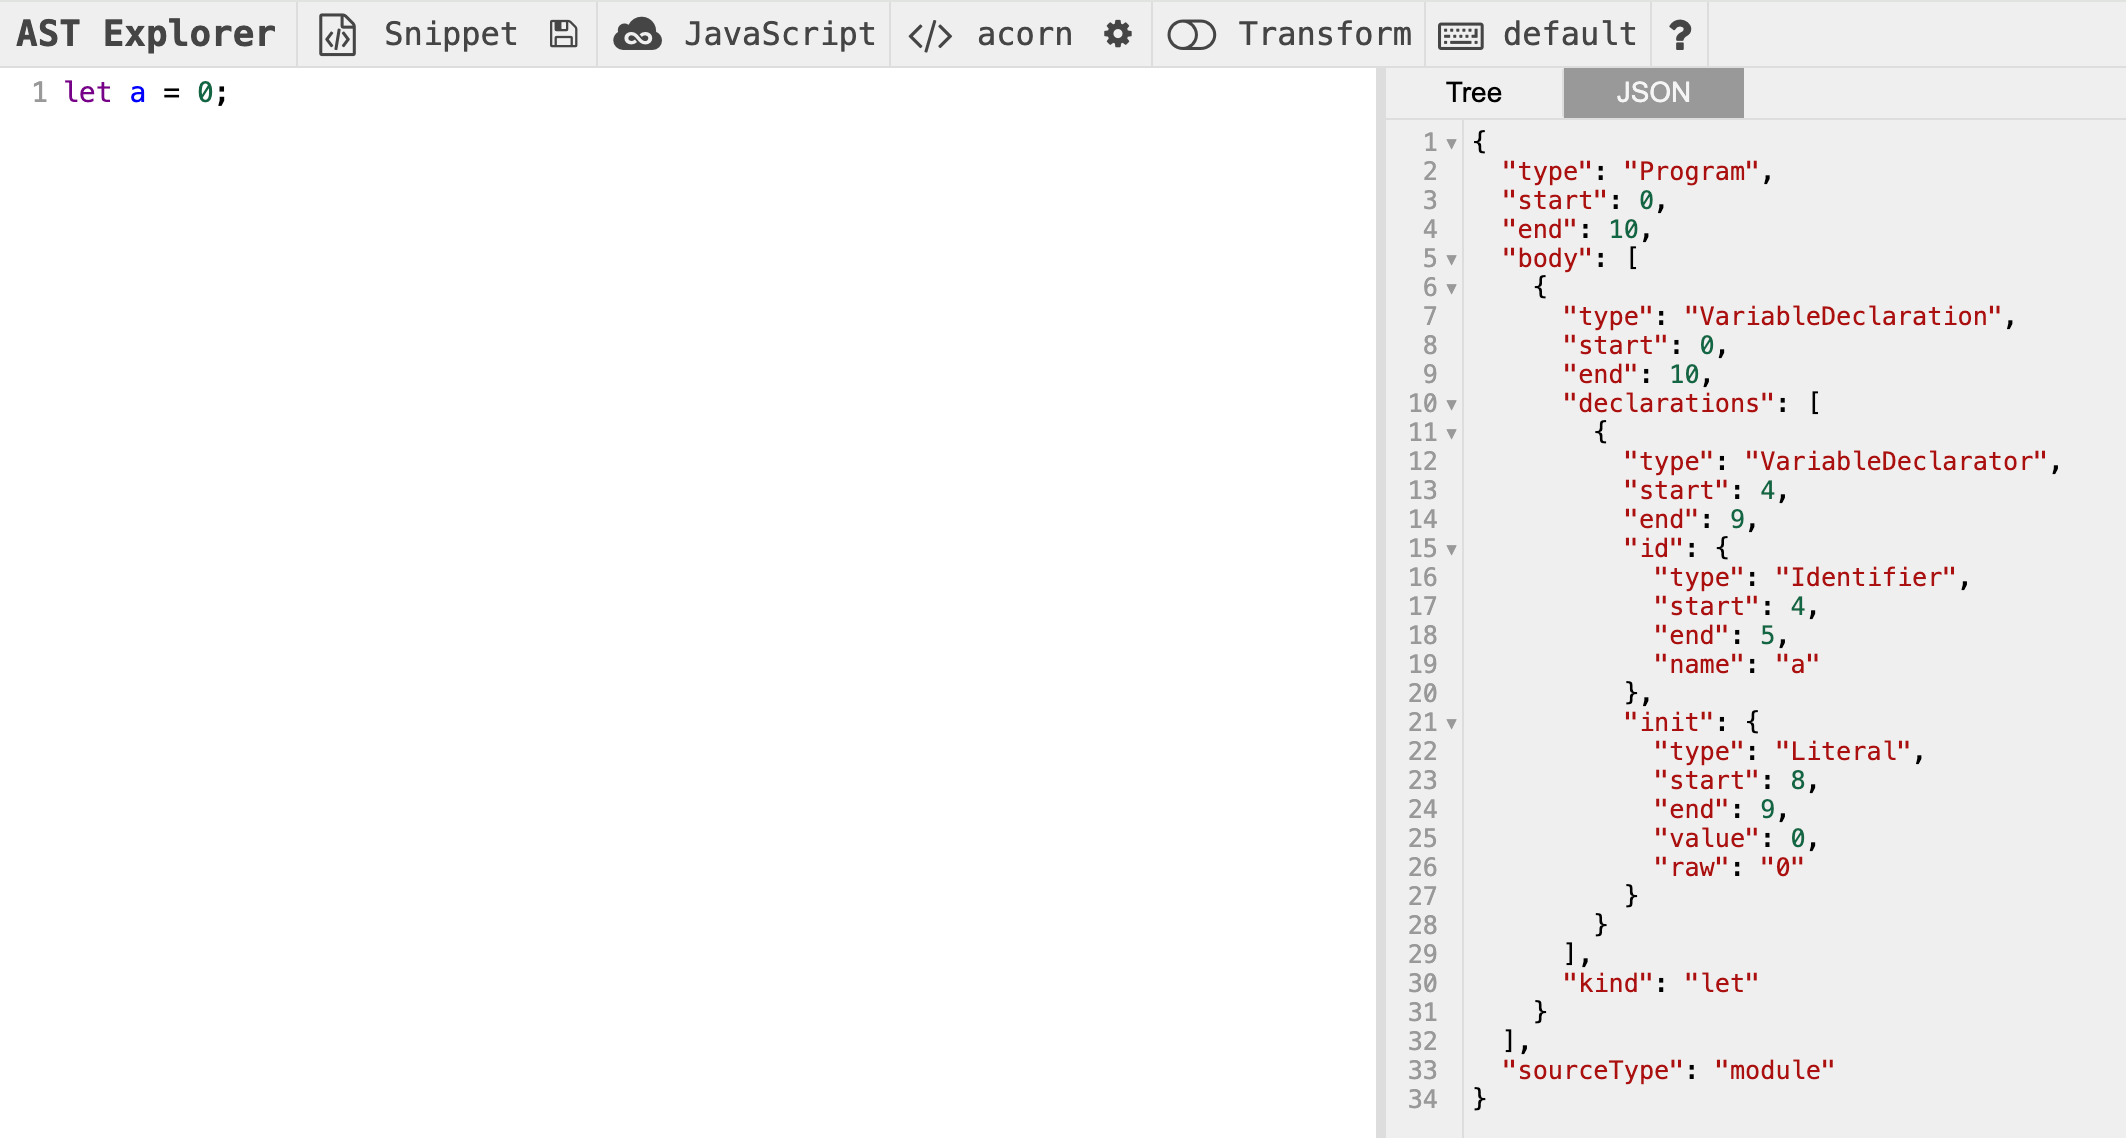 AST Explorer Snippet JavaScript </> acorn Transform default ?
1 let a = 0;
Tree JSON
1 {
2   "type": "Program",
3   "start": 0,
4   "end": 10,
5   "body": [
6     {
7       "type": "VariableDeclaration",
8       "start": 0,
9       "end": 10,
10       "declarations": [
11         {
12           "type": "VariableDeclarator",
13           "start": 4,
14           "end": 9,
15           "id": {
16             "type": "Identifier",
17             "start": 4,
18             "end": 5,
19             "name": "a"
20           },
21           "init": {
22             "type": "Literal",
23             "start": 8,
24             "end": 9,
25             "value": 0,
26             "raw": "0"
27           }
28         }
29       ],
30       "kind": "let"
31     }
32   ],
33   "sourceType": "module"
34 }